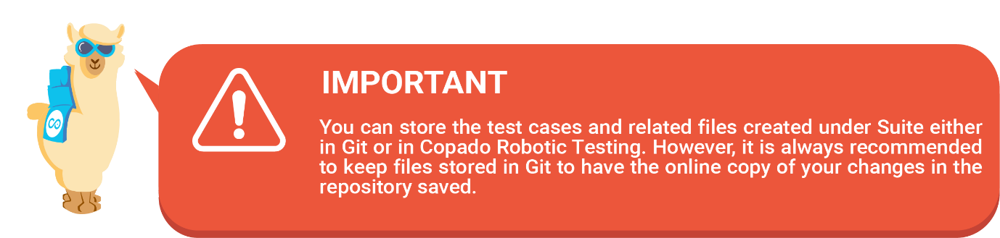 IMPORTANT
You can store the test cases and related files created under Suite either
in Git or in Copado Robotic Testing. However, it is always recommended
to keep files stored in Git to have the online copy of your changes in the
repository saved.